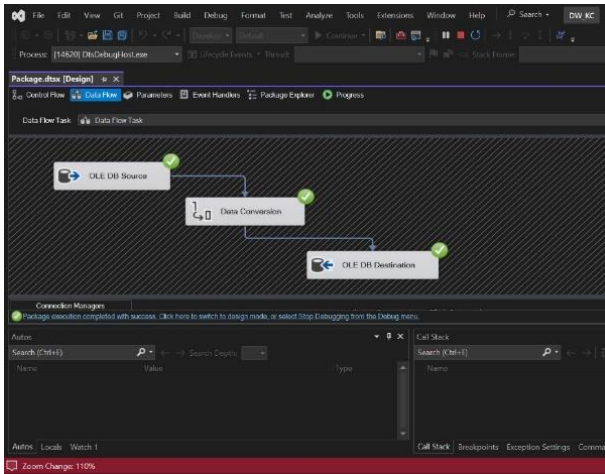 File Edit View Git Project Build Debug Format Test Analyze Tools Extensions Window Help Search DW_KC
Develop Default Continue
Process: [14620] DtsDebugHost.exe Lifecycle Events Thread: Stack Frame:
Package.dtsx [Design]
Control Flow Data Flow Parameters Event Handlers Package Explorer Progress
Data Flow Task: Data Flow Task
OLE DB Source
Data Conversion
OLE DB Destination
Connection Managers
Package execution completed with success. Click here to switch to design mode, or select Stop Debugging from the Debug menu.
Autos
Search (Ctrl+E) Search Depth:
Name Value Type
Autos Locals Watch 1
Call Stack
Search (Ctrl+E)
Name
Call Stack Breakpoints Exception Settings Comma
Zoom Change: 110%